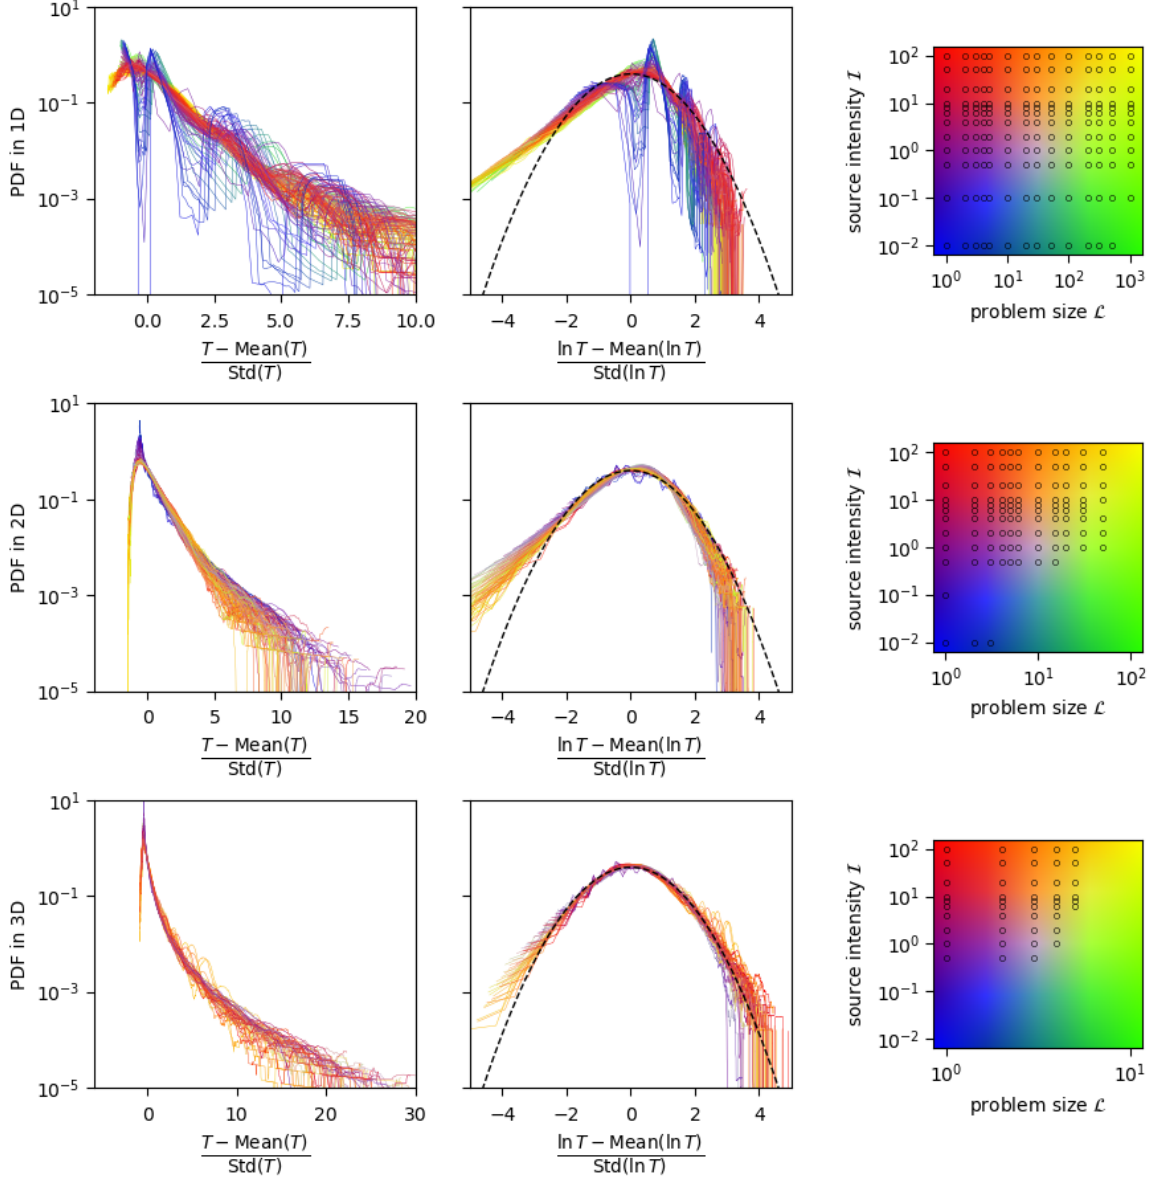 10^1
10^{-1}
10^{-3}
10^{-5}
PDF in 1D
0.0 2.5 5.0 7.5 10.0
T − Mean(T)
Std(T)
−4 −2 0 2 4
ln T − Mean(ln T)
Std(ln T)
10^2
10^1
10^0
10^{-1}
10^{-2}
source intensity ℐ
10^0 10^1 10^2 10^3
problem size ℒ
10^1
10^{-1}
10^{-3}
10^{-5}
PDF in 2D
0 5 10 15 20
T − Mean(T)
Std(T)
−4 −2 0 2 4
ln T − Mean(ln T)
Std(ln T)
10^2
10^1
10^0
10^{-1}
10^{-2}
source intensity ℐ
10^0 10^1 10^2
problem size ℒ
10^1
10^{-1}
10^{-3}
10^{-5}
PDF in 3D
0 10 20 30
T − Mean(T)
Std(T)
−4 −2 0 2 4
ln T − Mean(ln T)
Std(ln T)
10^2
10^1
10^0
10^{-1}
10^{-2}
source intensity ℐ
10^0 10^1
problem size ℒ